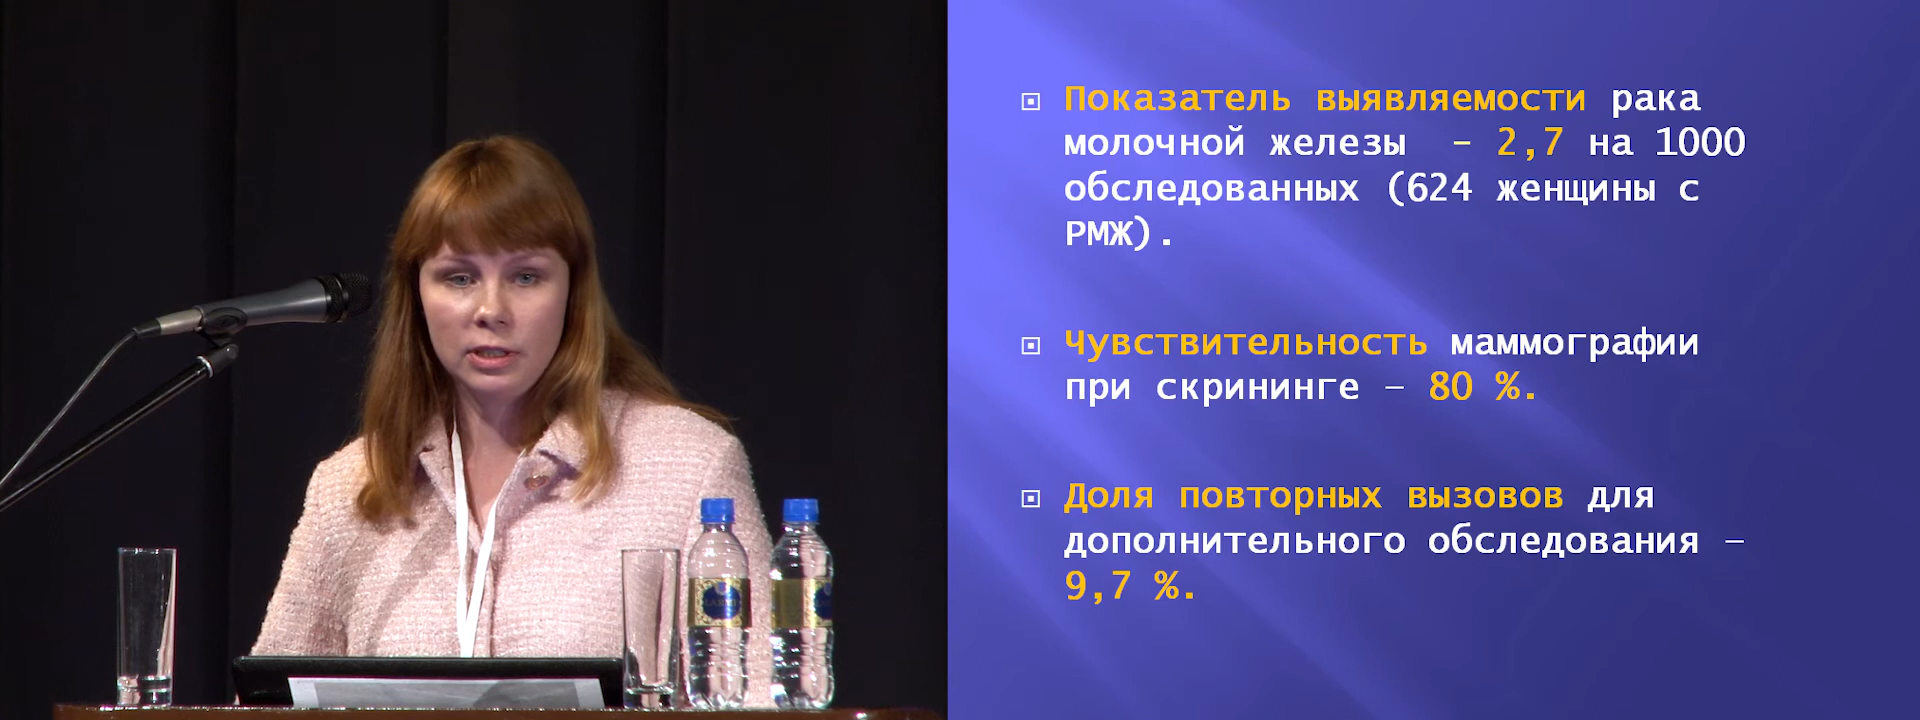 Показатель выявляемости рака
молочной железы  – 2,7 на 1000
обследованных (624 женщины с
РМЖ).
Чувствительность маммографии
при скрининге – 80 %.
Доля повторных вызовов для
дополнительного обследования –
9,7 %.